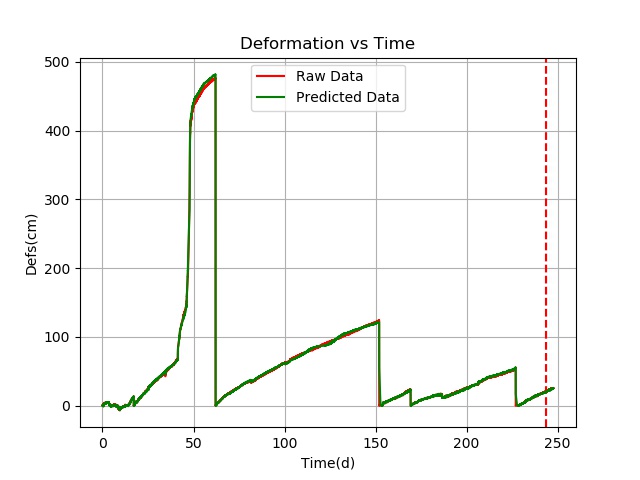 Deformation vs Time
Raw Data
Predicted Data
500
400
300
200
100
0
Defs(cm)
0 50 100 150 200 250
Time(d)